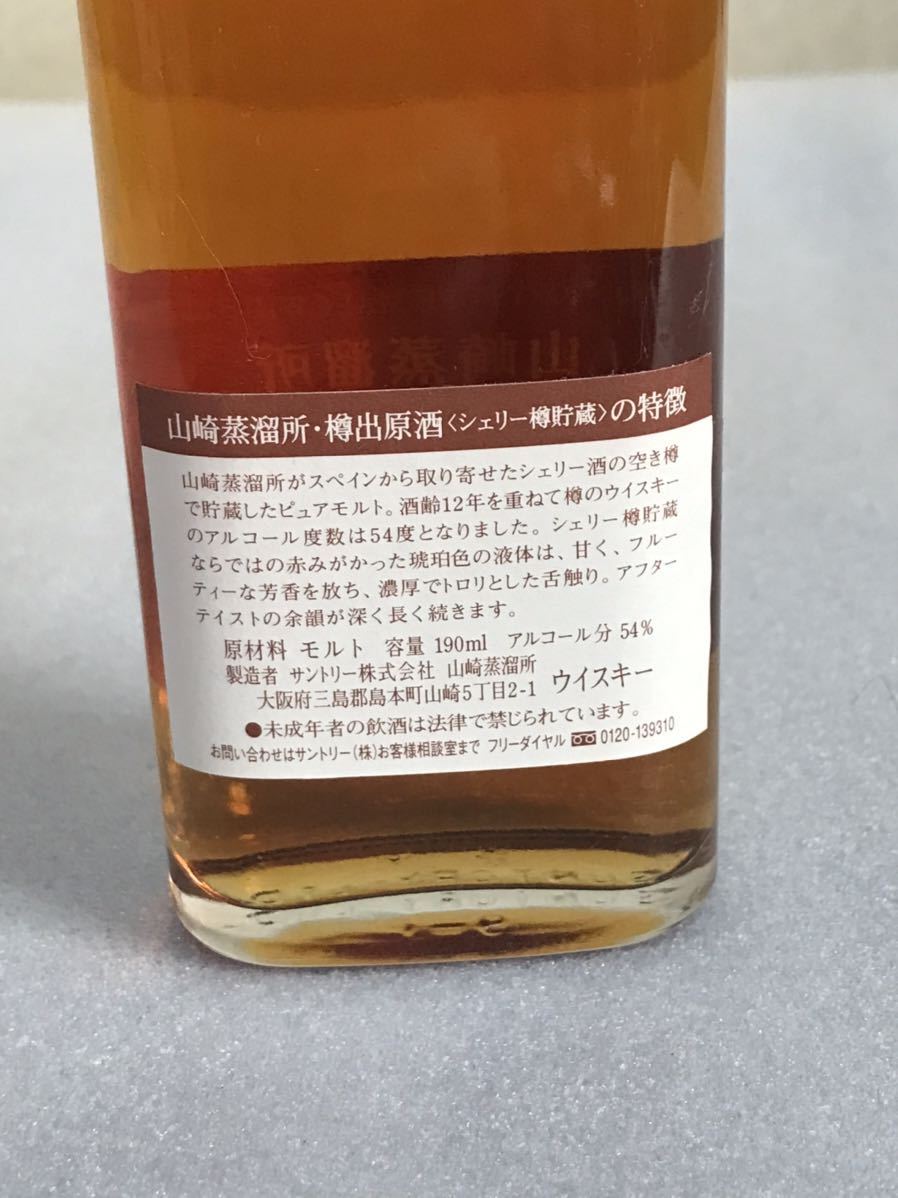 山崎蒸溜所
山崎蒸溜所・樽出原酒〈シェリー樽貯蔵〉の特徴
山崎蒸溜所がスペインから取り寄せたシェリー酒の空き樽
で貯蔵したピュアモルト。酒齢12年を重ねて樽のウイスキー
のアルコール度数は54度となりました。シェリー樽貯蔵
ならではの赤みがかった琥珀色の液体は、甘く、フルー
ティーな芳香を放ち、濃厚でトロリとした舌触り。アフター
テイストの余韻が深く長く続きます。
原材料 モルト 容量 190ml アルコール分 54%
製造者 サントリー株式会社 山崎蒸溜所
大阪府三島郡島本町山崎5丁目2-1 ウイスキー
●未成年者の飲酒は法律で禁じられています。
お問い合わせはサントリー(株)お客様相談室まで フリーダイヤル 0120-139310